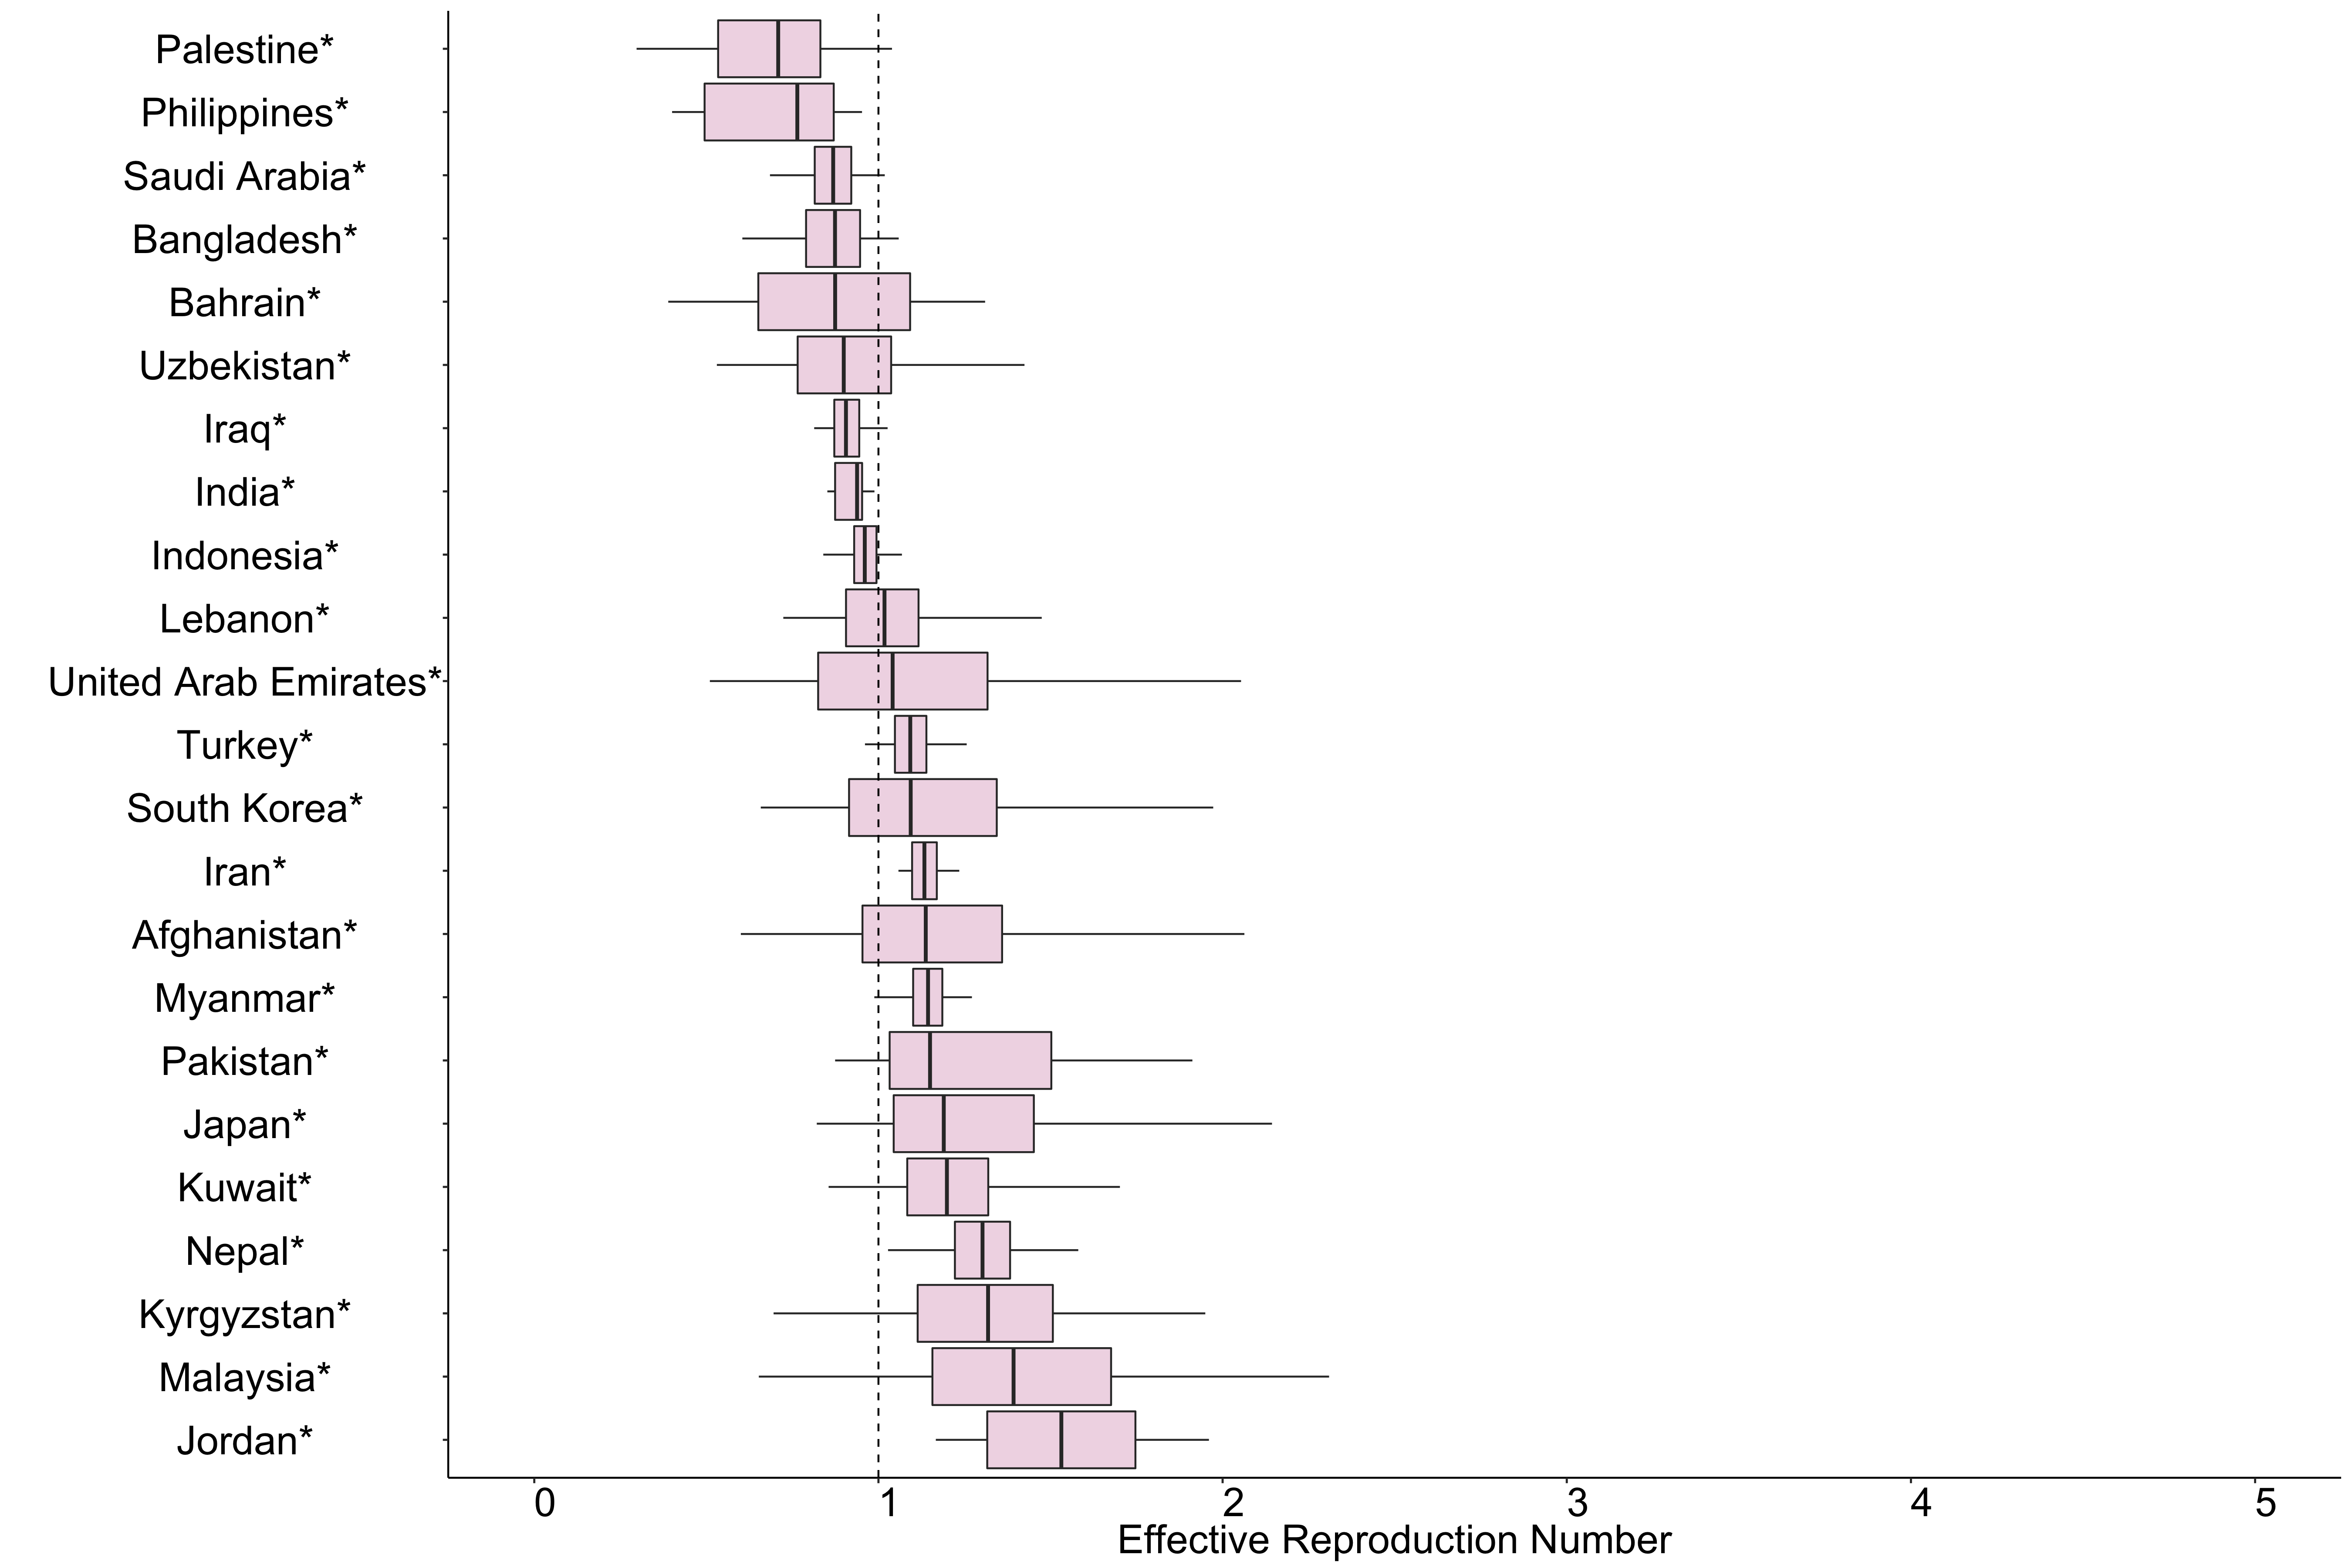 Palestine*
Philippines*
Saudi Arabia*
Bangladesh*
Bahrain*
Uzbekistan*
Iraq*
India*
Indonesia*
Lebanon*
United Arab Emirates*
Turkey*
South Korea*
Iran*
Afghanistan*
Myanmar*
Pakistan*
Japan*
Kuwait*
Nepal*
Kyrgyzstan*
Malaysia*
Jordan*
0 1 2 3 4 5
Effective Reproduction Number